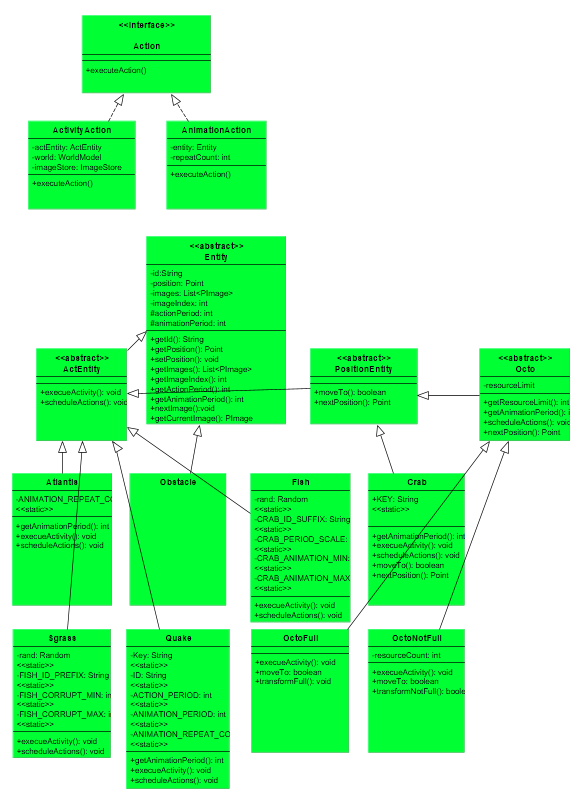 <<Interface>>
Action
+executeAction()
ActivityAction
-actEntity: ActEntity
-world: WorldModel
-imageStore: ImageStore
+executeAction()
AnimationAction
-entity: Entity
-repeatCount: int
+executeAction()
<<abstract>>
Entity
-id:String
-position: Point
-images: List<PImage>
-imageIndex: int
#actionPeriod: int
#animationPeriod: int
+getId(): String
+getPosition(): Point
+setPosition(): void
+getImages(): List<PImage>
+getImageIndex(): int
+getActionPeriod(): int
+getAnimationPeriod(): int
+nextImage():void
+getCurrentImage(): PImage
<<abstract>>
ActEntity
+execueActivity(): void
+scheduleActions(): void
<<abstract>>
PositionEntity
+moveTo(): boolean
+nextPosition(): Point
<<abstract>>
Octo
-resourceLimit
+getResourceLimit(): int
+getAnimationPeriod(): i
+scheduleActions(): voi
+nextPosition(): Point
Atlantis
-ANIMATION_REPEAT_CO
<<static>>
+getAnimationPeriod(): int
+execueActivity(): void
+scheduleActions(): void
Obstacle
Fish
-rand: Random
<<static>>
-CRAB_ID_SUFFIX: String
<<static>>
-CRAB_PERIOD_SCALE:
<<static>>
-CRAB_ANIMATION_MIN:
<<static>>
-CRAB_ANIMATION_MAX
<<static>>
+execueActivity(): void
+scheduleActions(): void
Crab
+KEY: String
<<static>>
+getAnimationPeriod(): int
+execueActivity(): void
+scheduleActions(): void
+moveTo(): boolean
+nextPosition(): Point
Sgrass
-rand: Random
<<static>>
-FISH_ID_PREFIX: String
<<static>>
-FISH_CORRUPT_MIN: in
<<static>>
-FISH_CORRUPT_MAX: i
<<static>>
+execueActivity(): void
+scheduleActions(): void
Quake
-Key: String
<<static>>
-ID: String
<<static>>
-ACTION_PERIOD: int
<<static>>
-ANIMATION_PERIOD: int
<<static>>
-ANIMATION_REPEAT_CO
<<static>>
+getAnimationPeriod(): int
+execueActivity(): void
+scheduleActions(): void
OctoFull
+execueActivity(): void
+moveTo: boolean
+transformFull(): void
OctoNotFull
-resourceCount: int
+execueActivity(): void
+moveTo: boolean
+transformNotFull(): boole